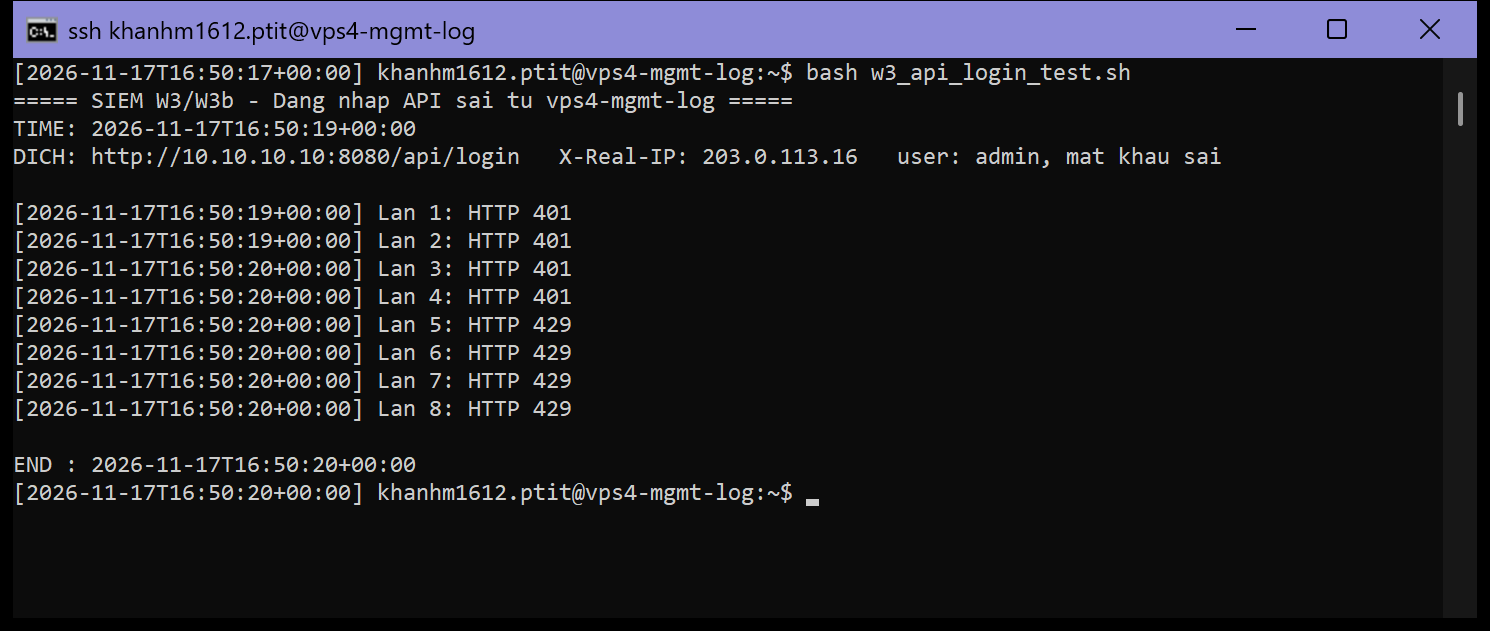 ssh khanhm1612.ptit@vps4-mgmt-log
[2026-11-17T16:50:17+00:00] khanhm1612.ptit@vps4-mgmt-log:~$ bash w3_api_login_test.sh
===== SIEM W3/W3b - Dang nhap API sai tu vps4-mgmt-log =====
TIME: 2026-11-17T16:50:19+00:00
DICH: http://10.10.10.10:8080/api/login   X-Real-IP: 203.0.113.16   user: admin, mat khau sai
[2026-11-17T16:50:19+00:00] Lan 1: HTTP 401
[2026-11-17T16:50:19+00:00] Lan 2: HTTP 401
[2026-11-17T16:50:20+00:00] Lan 3: HTTP 401
[2026-11-17T16:50:20+00:00] Lan 4: HTTP 401
[2026-11-17T16:50:20+00:00] Lan 5: HTTP 429
[2026-11-17T16:50:20+00:00] Lan 6: HTTP 429
[2026-11-17T16:50:20+00:00] Lan 7: HTTP 429
[2026-11-17T16:50:20+00:00] Lan 8: HTTP 429
END : 2026-11-17T16:50:20+00:00
[2026-11-17T16:50:20+00:00] khanhm1612.ptit@vps4-mgmt-log:~$